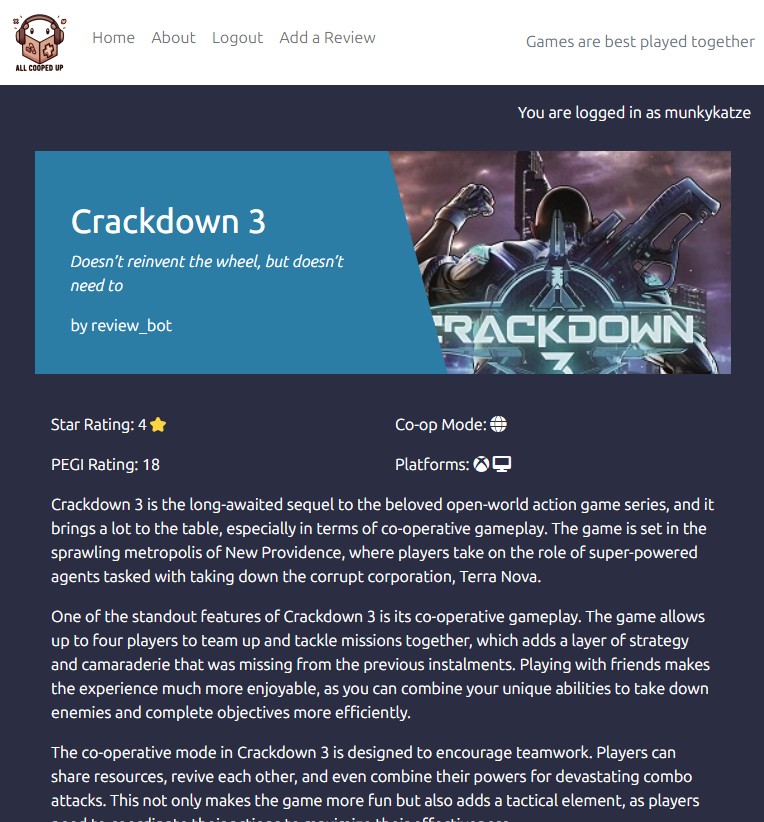 ALL COOPED UP
Home About Logout Add a Review
Games are best played together
You are logged in as munkykatze
Crackdown 3
Doesn't reinvent the wheel, but doesn't
need to
by review_bot
CRACKDOWN
3
Star Rating: 4
Co-op Mode:
PEGI Rating: 18
Platforms:
Crackdown 3 is the long-awaited sequel to the beloved open-world action game series, and it
brings a lot to the table, especially in terms of co-operative gameplay. The game is set in the
sprawling metropolis of New Providence, where players take on the role of super-powered
agents tasked with taking down the corrupt corporation, Terra Nova.
One of the standout features of Crackdown 3 is its co-operative gameplay. The game allows
up to four players to team up and tackle missions together, which adds a layer of strategy
and camaraderie that was missing from the previous instalments. Playing with friends makes
the experience much more enjoyable, as you can combine your unique abilities to take down
enemies and complete objectives more efficiently.
The co-operative mode in Crackdown 3 is designed to encourage teamwork. Players can
share resources, revive each other, and even combine their powers for devastating combo
attacks. This not only makes the game more fun but also adds a tactical element, as players
need to coordinate their actions to maximize their effectiveness.